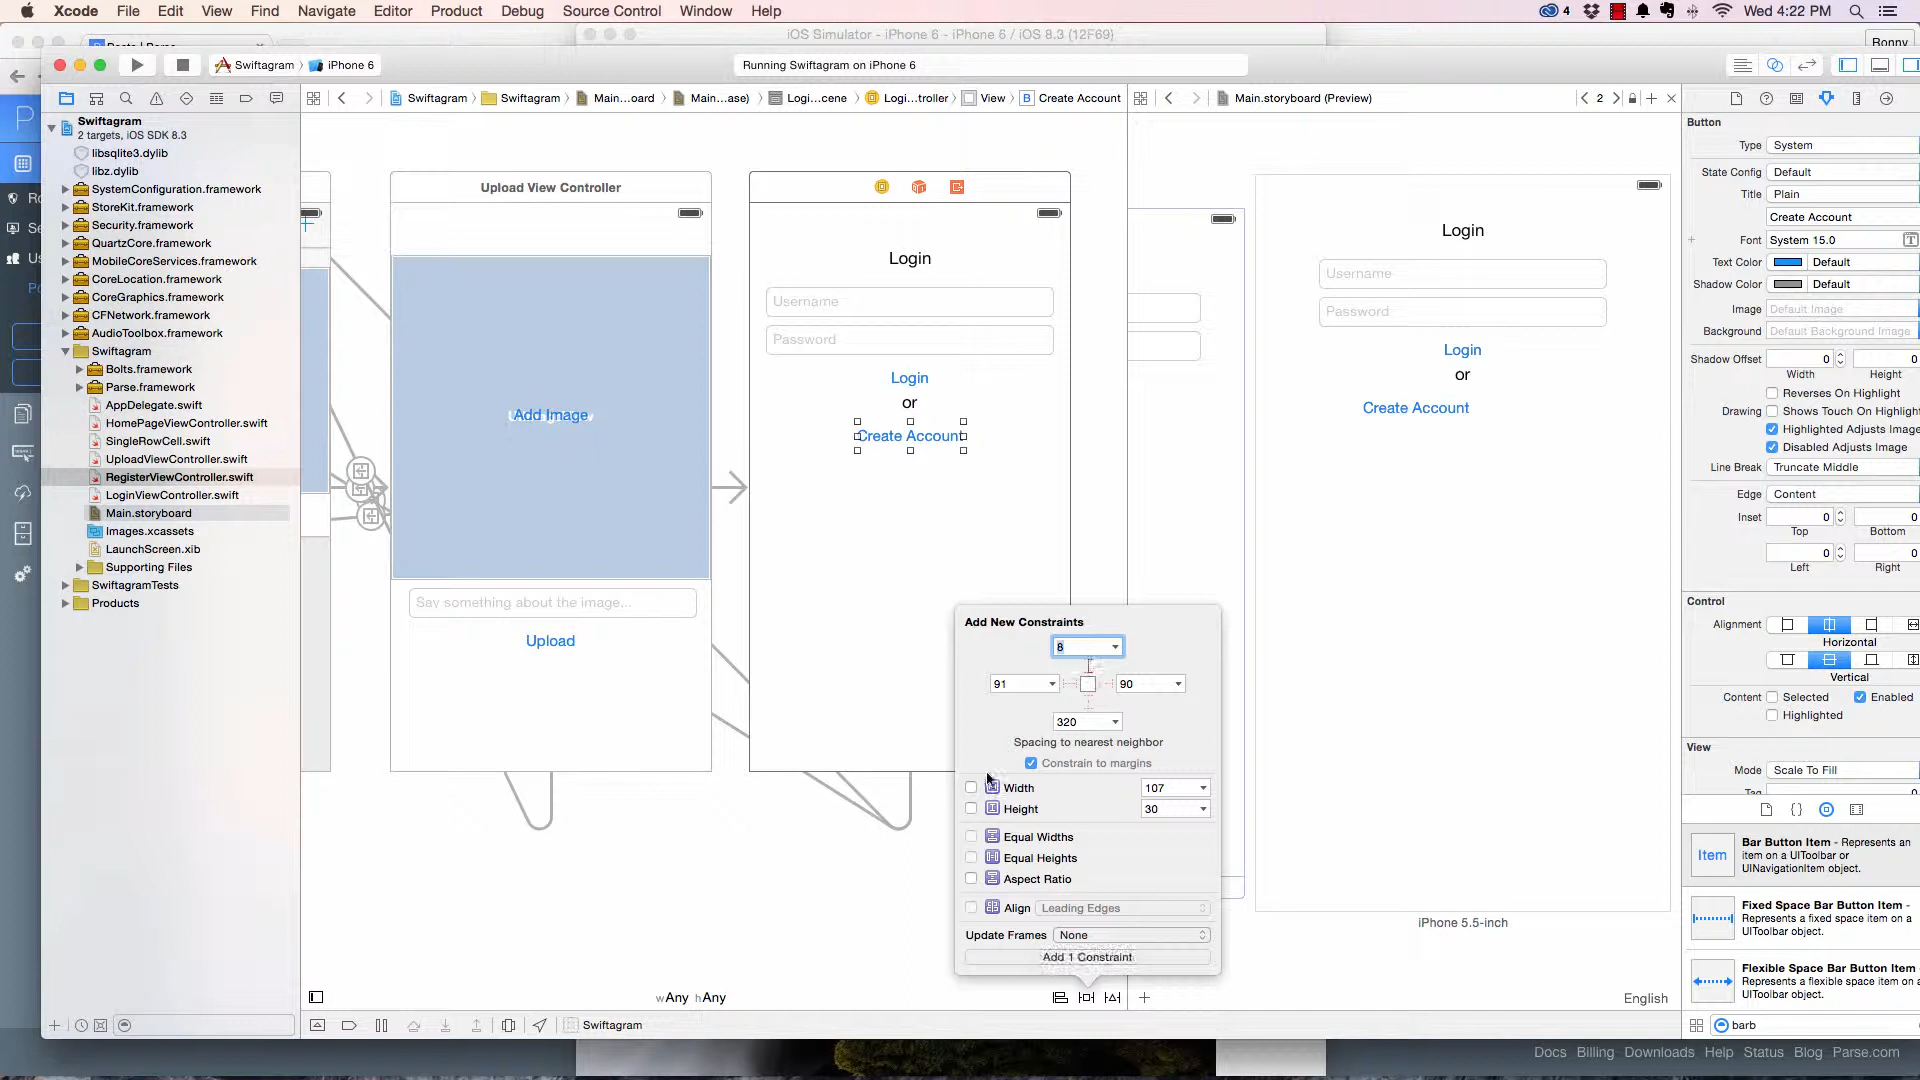 Xcode File Edit View Find Navigate Editor Product Debug Source Control Window Help
4 Wed 4:22 PM
iOS Simulator - iPhone 6 - iPhone 6 / iOS 8.3 (12F69)
Ronny
Swiftagram iPhone 6
Running Swiftagram on iPhone 6
Swiftagram Swiftagram Main...oard Main...ase) Logi...cene Logi...troller View B Create Account
Main.storyboard (Preview) 2
Swiftagram
2 targets, iOS SDK 8.3
libsqlite3.dylib
libz.dylib
SystemConfiguration.framework
StoreKit.framework
Security.framework
QuartzCore.framework
MobileCoreServices.framework
CoreLocation.framework
CoreGraphics.framework
CFNetwork.framework
AudioToolbox.framework
Swiftagram
Bolts.framework
Parse.framework
AppDelegate.swift
HomePageViewController.swift
SingleRowCell.swift
UploadViewController.swift
RegisterViewController.swift
LoginViewController.swift
Main.storyboard
Images.xcassets
LaunchScreen.xib
Supporting Files
SwiftagramTests
Products
Upload View Controller
Add Image
Say something about the image...
Upload
Login
Username
Password
Login
or
Create Account
Login
Username
Password
Login
or
Create Account
iPhone 5.5-inch
Add New Constraints
8
91 90
320
Spacing to nearest neighbor
Constrain to margins
Width 107
Height 30
Equal Widths
Equal Heights
Aspect Ratio
Align Leading Edges
Update Frames None
Add 1 Constraint
wAny hAny
English
Swiftagram
Button
Type System
State Config Default
Title Plain
Create Account
Font System 15.0 T
Text Color Default
Shadow Color Default
Image Default Image
Background Default Background Image
Shadow Offset 0 0
Width Height
Reverses On Highlight
Drawing Shows Touch On Highlight
Highlighted Adjusts Image
Disabled Adjusts Image
Line Break Truncate Middle
Edge Content
Inset 0 0
Top Bottom
0 0
Left Right
Control
Alignment
Horizontal
Vertical
Content Selected Enabled
Highlighted
View
Mode Scale To Fill
Item
Bar Button Item - Represents an
item on a UIToolbar or
UINavigationItem object.
Fixed Space Bar Button Item -
Represents a fixed space item on a
UIToolbar object.
Flexible Space Bar Button Item -
Represents a flexible space item on a
UIToolbar object.
barb
Docs Billing Downloads Help Status Blog Parse.com